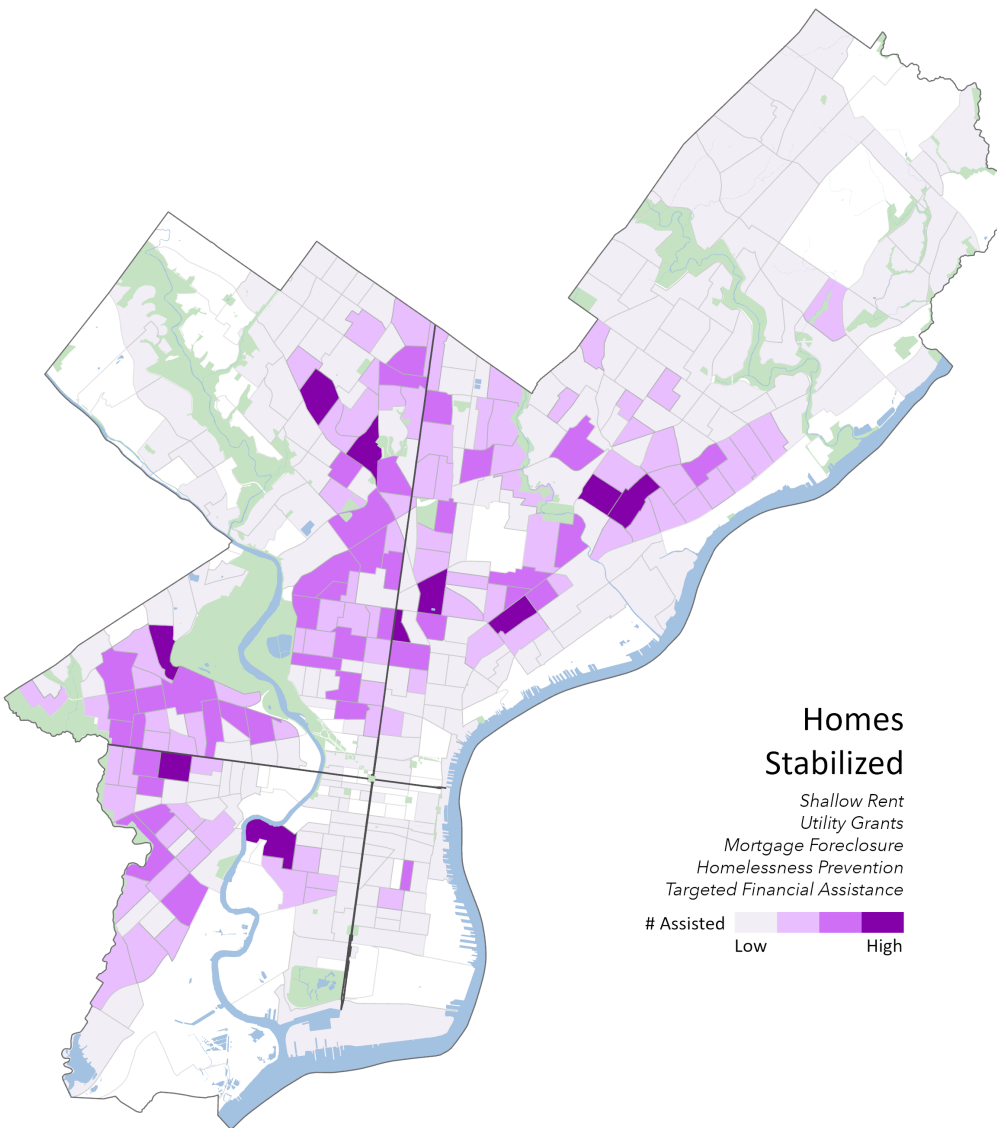 Homes
Stabilized
Shallow Rent
Utility Grants
Mortgage Foreclosure
Homelessness Prevention
Targeted Financial Assistance
# Assisted
Low High